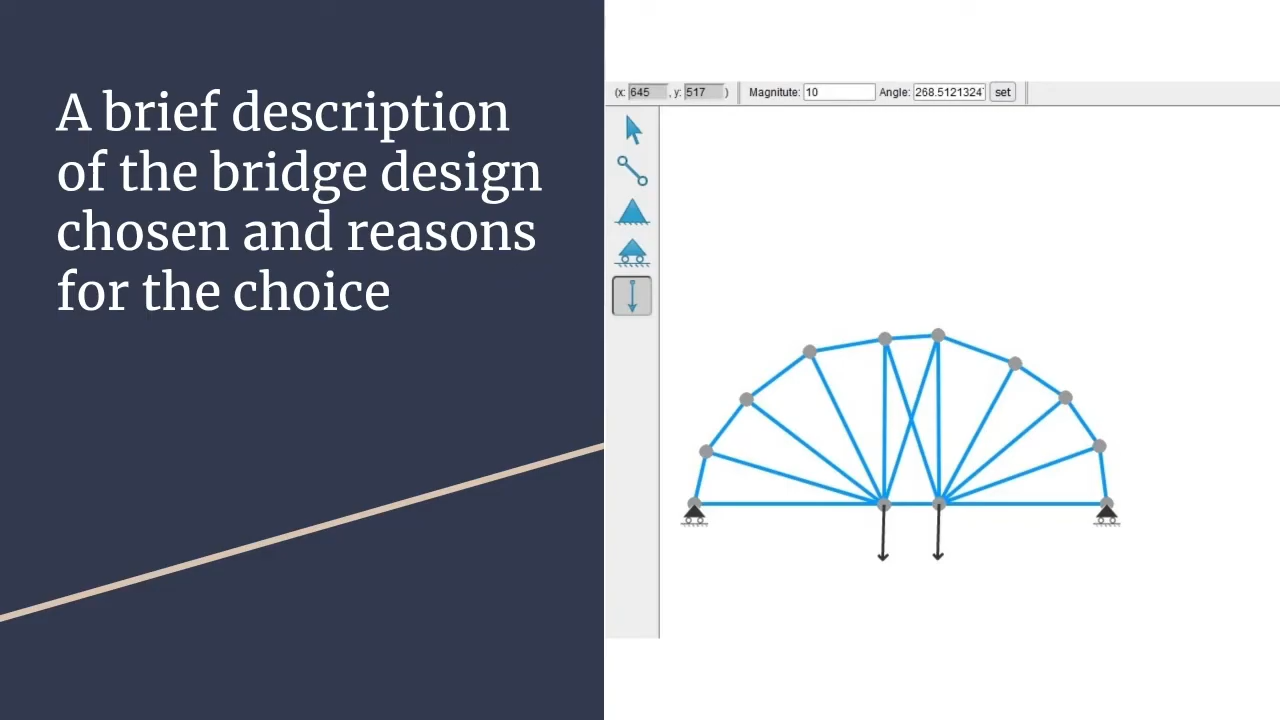 A brief description
of the bridge design
chosen and reasons
for the choice
(x: 645 , y: 517 ) Magnitute: 10 Angle: 268.5121324 set